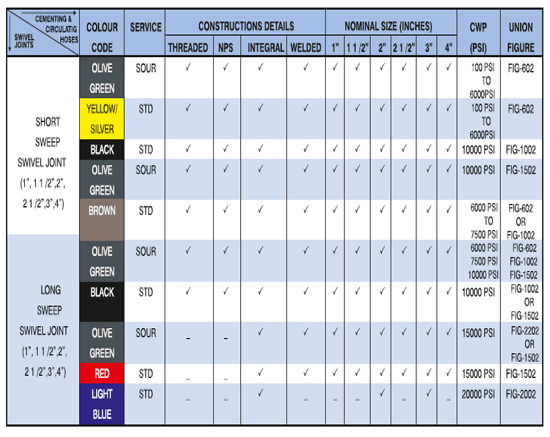 CEMENTING &
CIRCULATIG
HOSES
SWIVEL
JOINTS
COLOUR
CODE
SERVICE
CONSTRUCTIONS DETAILS
NOMINAL SIZE (INCHES)
CWP
(PSI)
UNION
FIGURE
THREADED NPS INTEGRAL WELDED 1" 1 1/2" 2" 2 1/2" 3" 4"
SHORT
SWEEP
SWIVEL JOINT
(1", 1 1/2",2",
2 1 /2",3",4")
OLIVE
GREEN
SOUR ✓ ✓ ✓ ✓ ✓ ✓ ✓ ✓ ✓ ✓
100 PSI
TO
6000PSI
FIG-602
YELLOW/
SILVER
STD ✓ ✓ ✓ ✓ ✓ ✓ ✓ ✓ ✓ ✓
100 PSI
TO
6000PSI
FIG-602
BLACK STD ✓ ✓ ✓ ✓ ✓ ✓ ✓ ✓ ✓ ✓ 10000 PSI FIG-1002
OLIVE
GREEN
SOUR ✓ ✓ ✓ ✓ ✓ ✓ ✓ ✓ ✓ ✓ 10000 PSI FIG-1502
BROWN STD ✓ ✓ ✓ ✓ ✓ ✓ ✓ ✓ ✓ ✓
6000 PSI
TO
7500 PSI
FIG-602
OR
FIG-1002
LONG
SWEEP
SWIVEL JOINT
(1", 1 1/2",2",
2 1 /2",3",4")
OLIVE
GREEN
SOUR ✓ ✓ ✓ ✓ ✓ ✓ ✓ ✓ ✓ ✓
6000 PSI
7500 PSI
10000 PSI
FIG-602
FIG-1002
FIG-1502
BLACK STD ✓ ✓ ✓ ✓ ✓ ✓ ✓ ✓ ✓ ✓ 10000 PSI
FIG-1002
OR
FIG-1502
OLIVE
GREEN
SOUR _ _ ✓ ✓ ✓ ✓ ✓ ✓ ✓ ✓ 15000 PSI
FIG-2202
OR
FIG-1502
RED STD _ _ ✓ ✓ ✓ ✓ ✓ ✓ ✓ ✓ 15000 PSI FIG-1502
LIGHT
BLUE
STD _ _ ✓ _ _ _ ✓ _ ✓ _ 20000 PSI FIG-2002